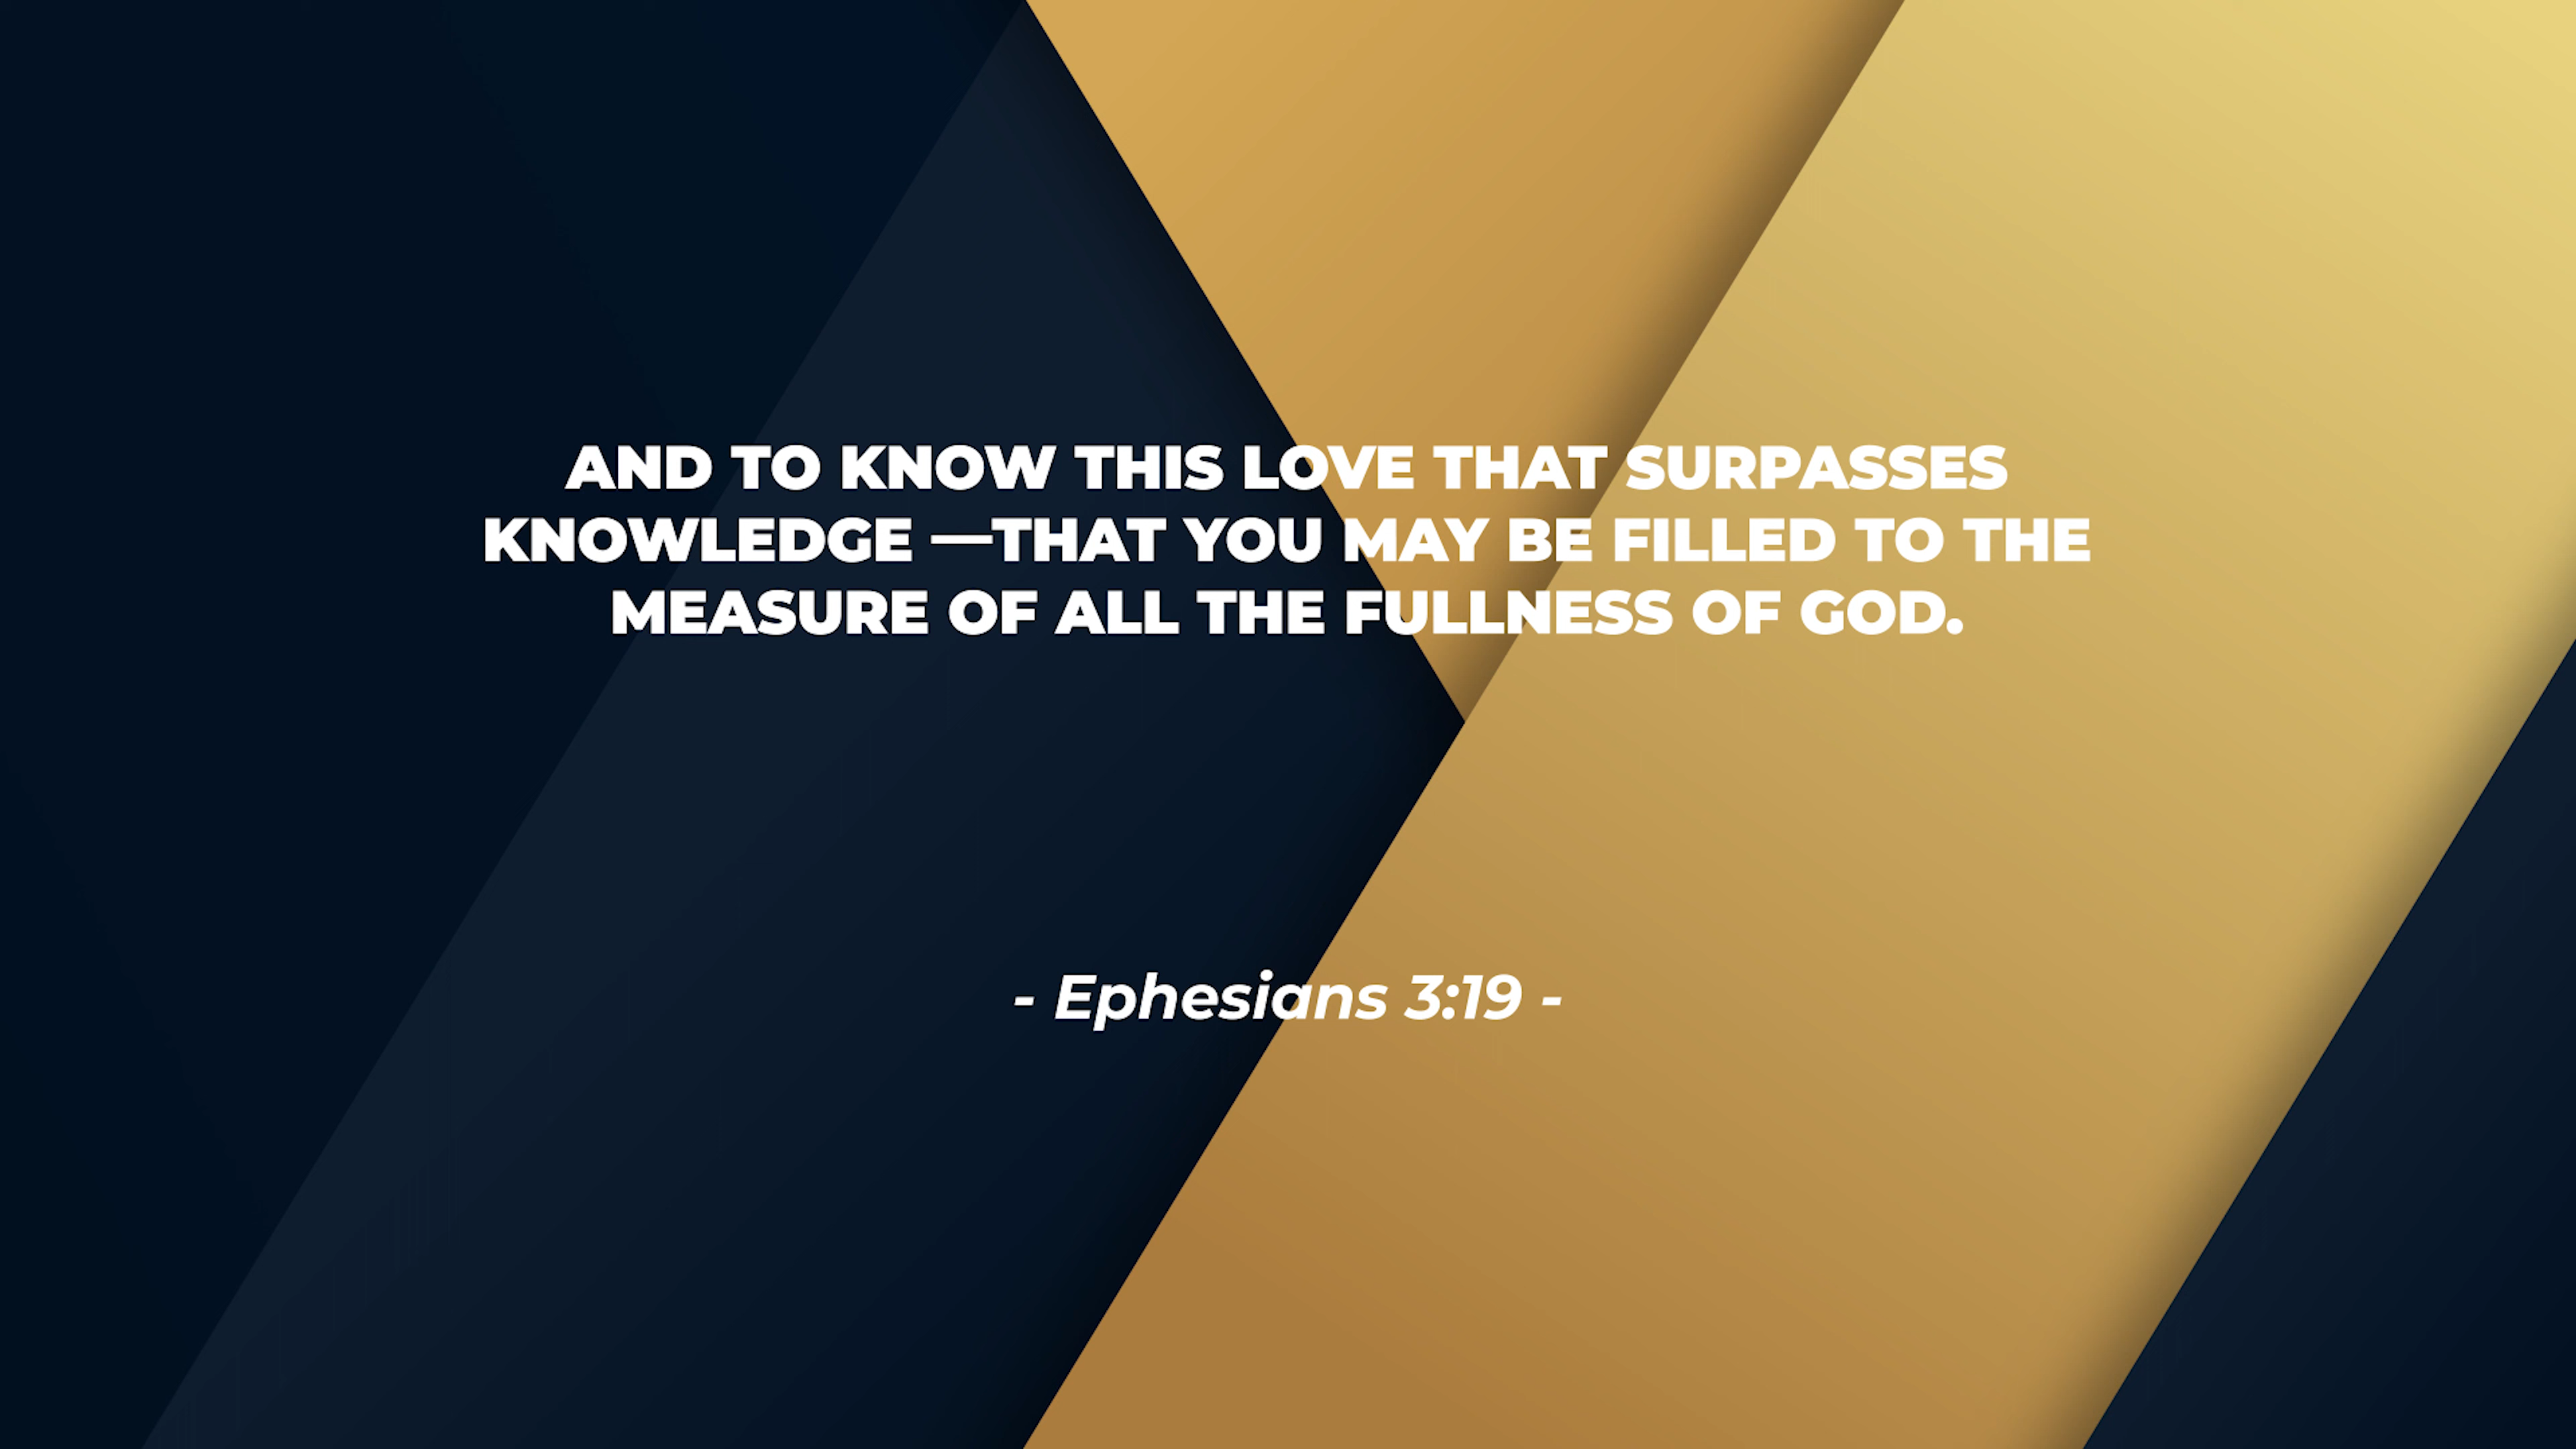 AND TO KNOW THIS LOVE THAT SURPASSES
KNOWLEDGE —THAT YOU MAY BE FILLED TO THE
MEASURE OF ALL THE FULLNESS OF GOD.
- Ephesians 3:19 -